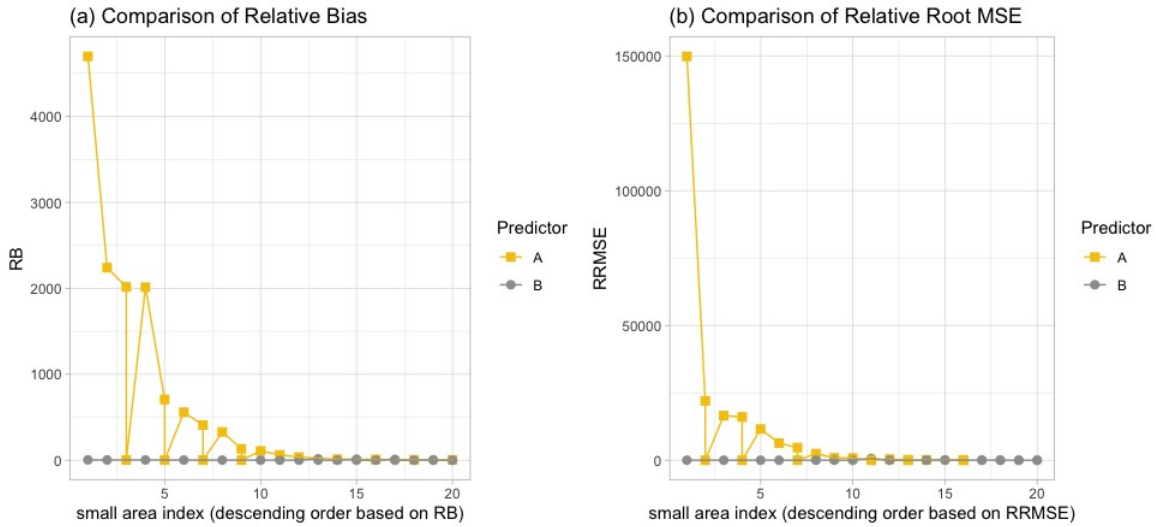 (a) Comparison of Relative Bias
4000
3000
2000
1000
0
RB
5
10
15
20
small area index (descending order based on RB)
Predictor
A
B
(b) Comparison of Relative Root MSE
150000
100000
50000
0
RRMSE
5
10
15
20
small area index (descending order based on RRMSE)
Predictor
A
B